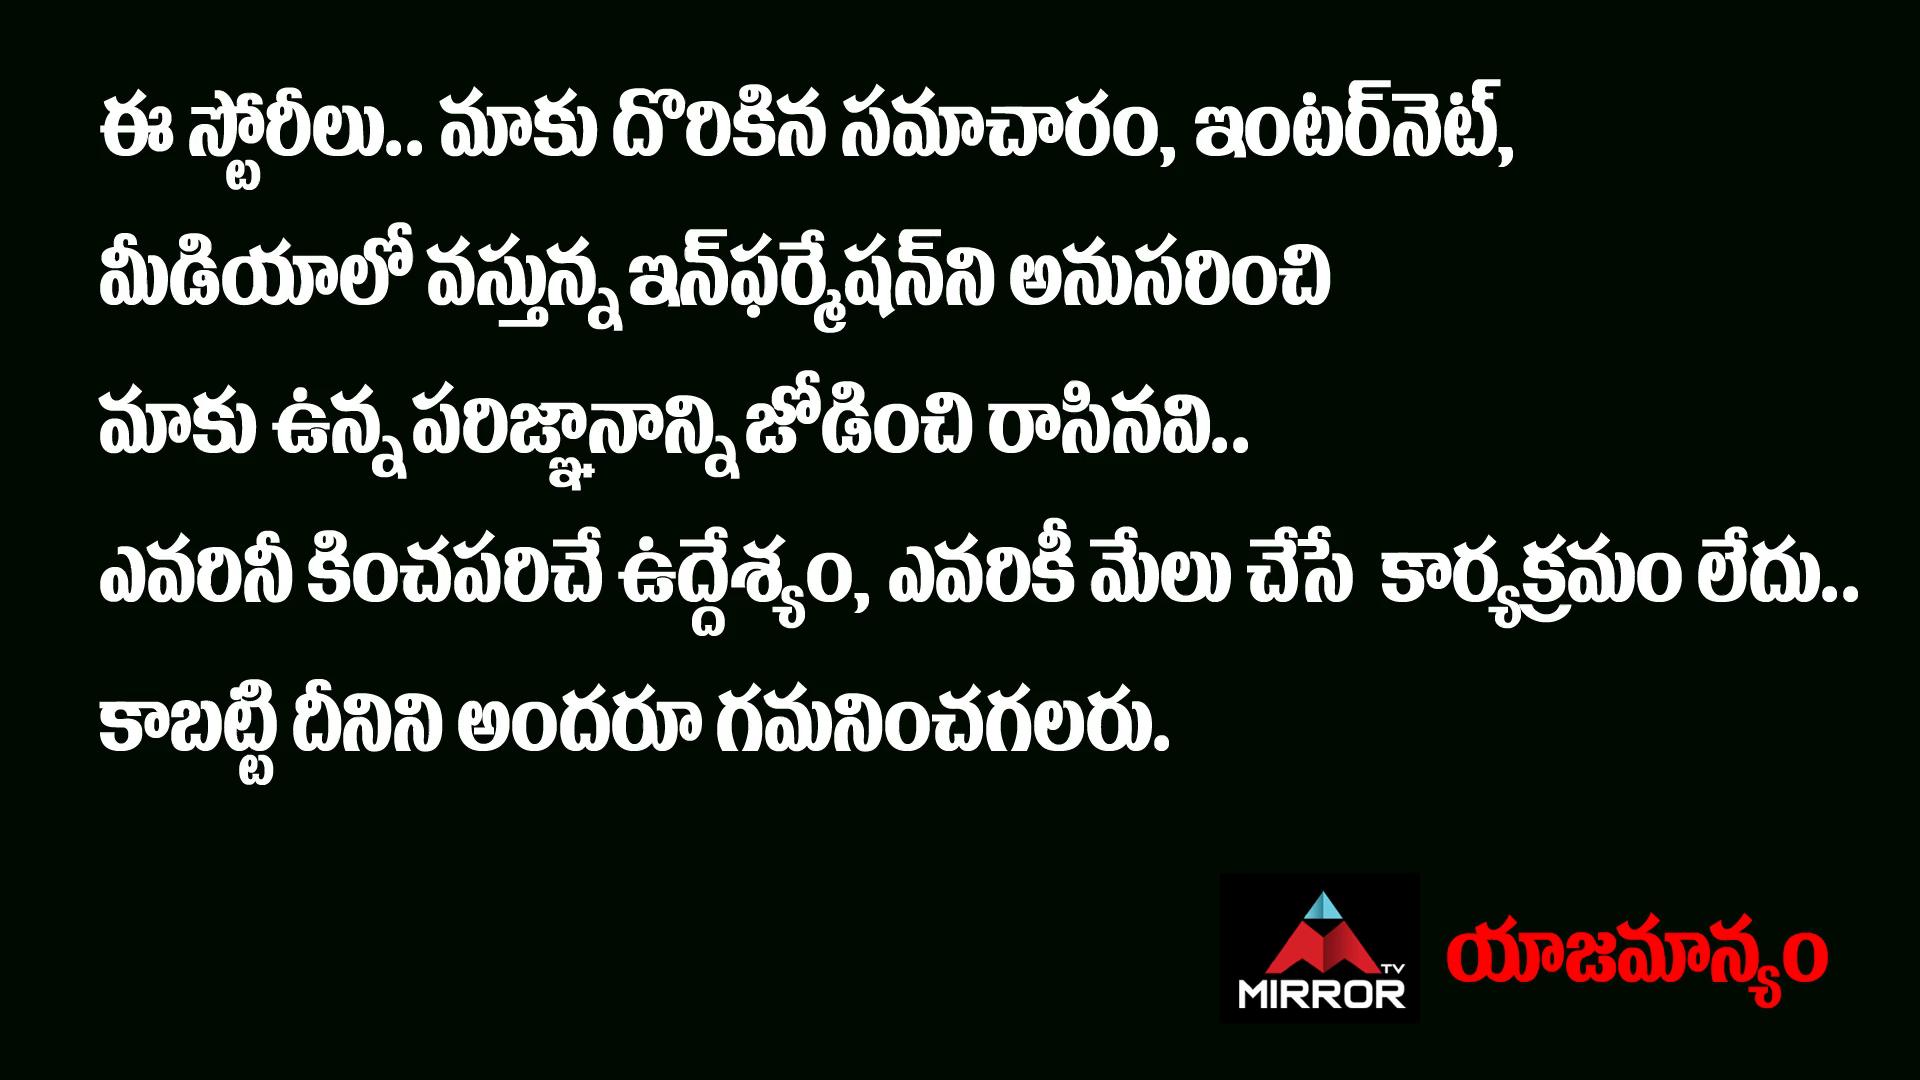 ఈ స్టోరీలు.. మాకు దొరికిన సమాచారం, ఇంటర్‌నెట్,
మీడియాలో వస్తున్న ఇన్‌ఫర్మేషన్‌ని అనుసరించి
మాకు ఉన్న పరిజ్ఞానాన్ని జోడించి రాసినవి..
ఎవరినీ కించపరిచే ఉద్దేశ్యం, ఎవరికీ మేలు చేసే కార్యక్రమం లేదు..
కాబట్టి దీనిని అందరూ గమనించగలరు.
TV
MIRROR
యాజమాన్యం